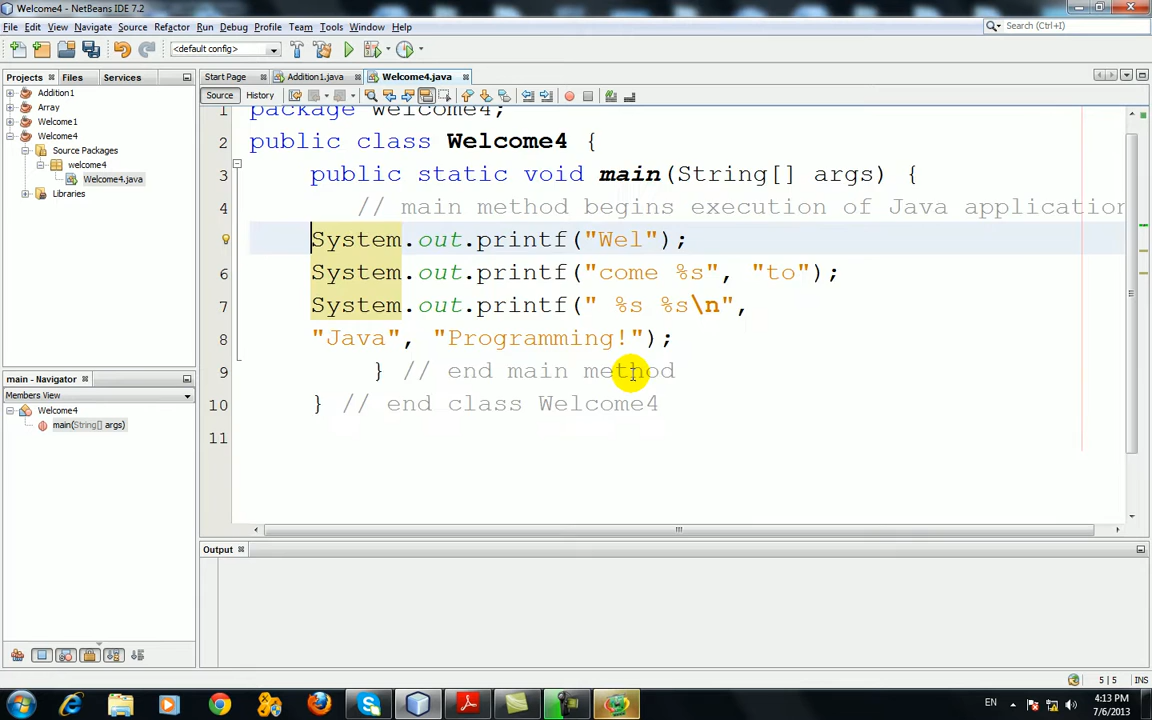 Welcome4 - NetBeans IDE 7.2
File Edit View Navigate Source Refactor Run Debug Profile Team Tools Window Help
Search (Ctrl+I)
<default config>
Projects Files Services
Start Page Addition1.java Welcome4.java
Source History
Addition1
Array
Welcome1
Welcome4
Source Packages
welcome4
Welcome4.java
Libraries
1 package welcome4;
2 public class Welcome4 {
3 public static void main(String[] args) {
4 // main method begins execution of Java application
System.out.printf("Wel");
6 System.out.printf("come %s", "to");
7 System.out.printf(" %s %s\n",
8 "Java", "Programming!");
9 } // end main method
10 } // end class Welcome4
11
main - Navigator
Members View
Welcome4
main(String[] args)
Output
5 | 5 INS
EN
4:13 PM
7/6/2013